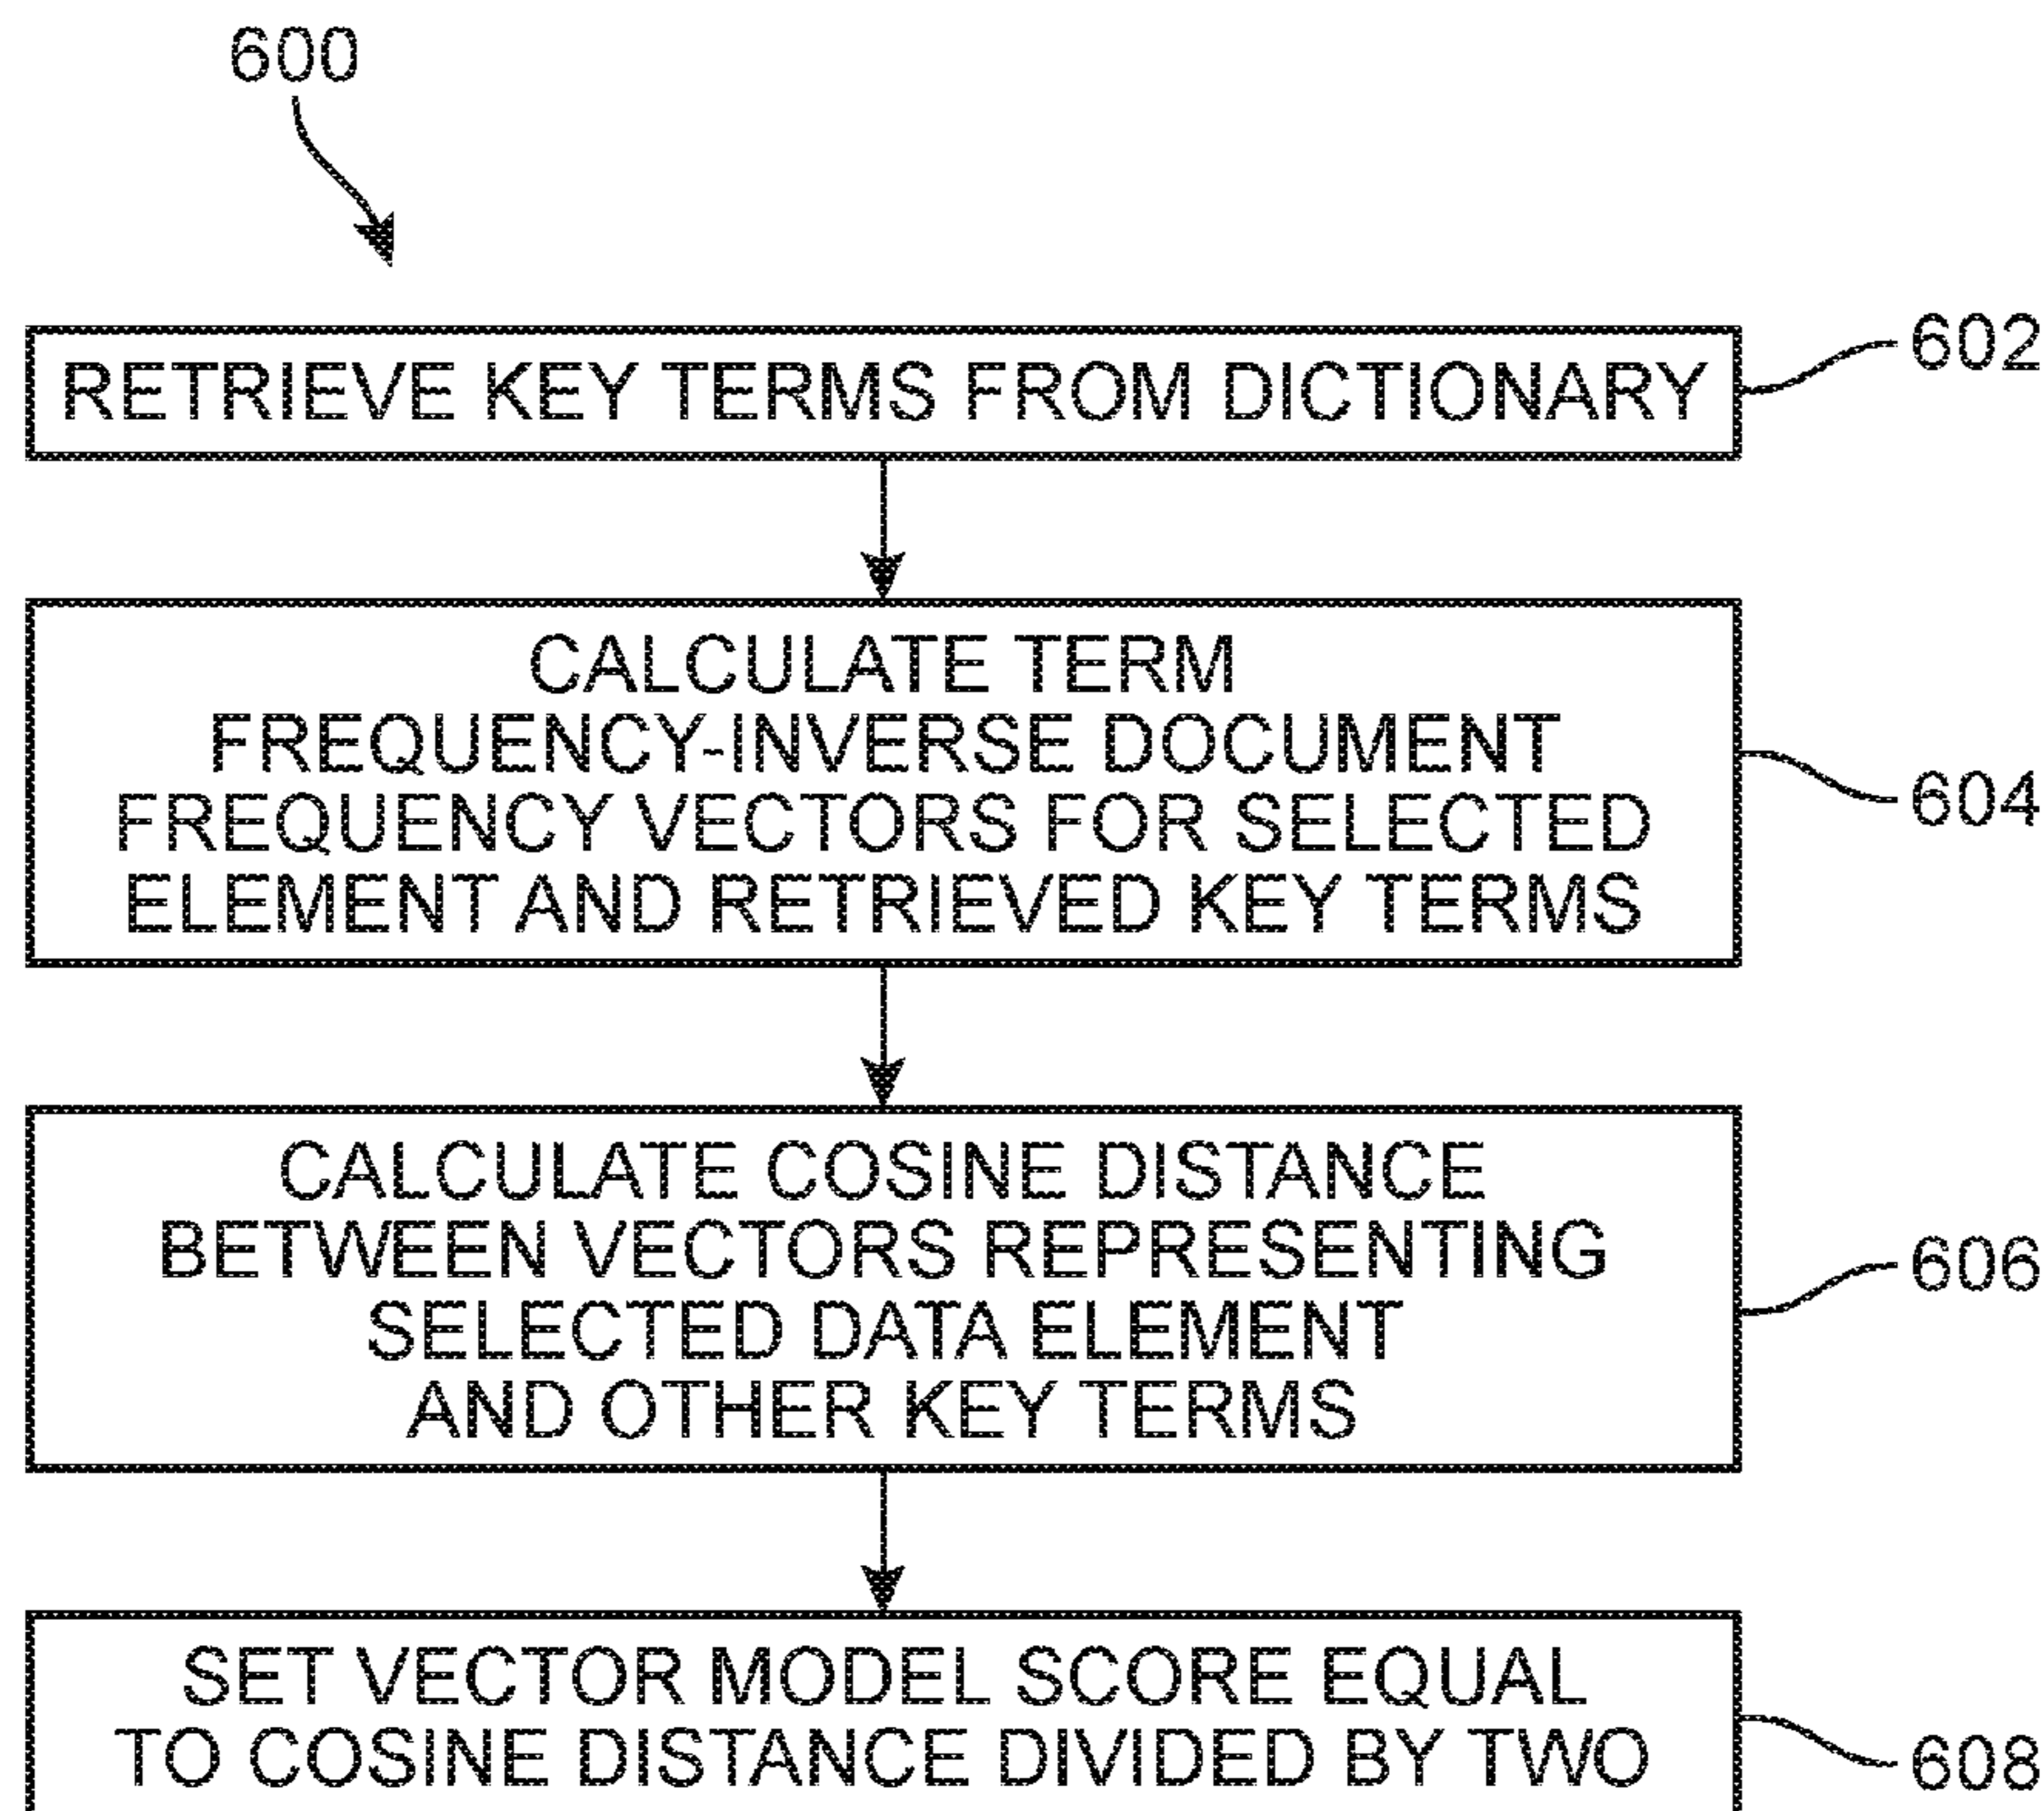 600
RETRIEVE KEY TERMS FROM DICTIONARY
602
CALCULATE TERM
FREQUENCY-INVERSE DOCUMENT
FREQUENCY VECTORS FOR SELECTED
ELEMENT AND RETRIEVED KEY TERMS
604
CALCULATE COSINE DISTANCE
BETWEEN VECTORS REPRESENTING
SELECTED DATA ELEMENT
AND OTHER KEY TERMS
606
SET VECTOR MODEL SCORE EQUAL
TO COSINE DISTANCE DIVIDED BY TWO
608